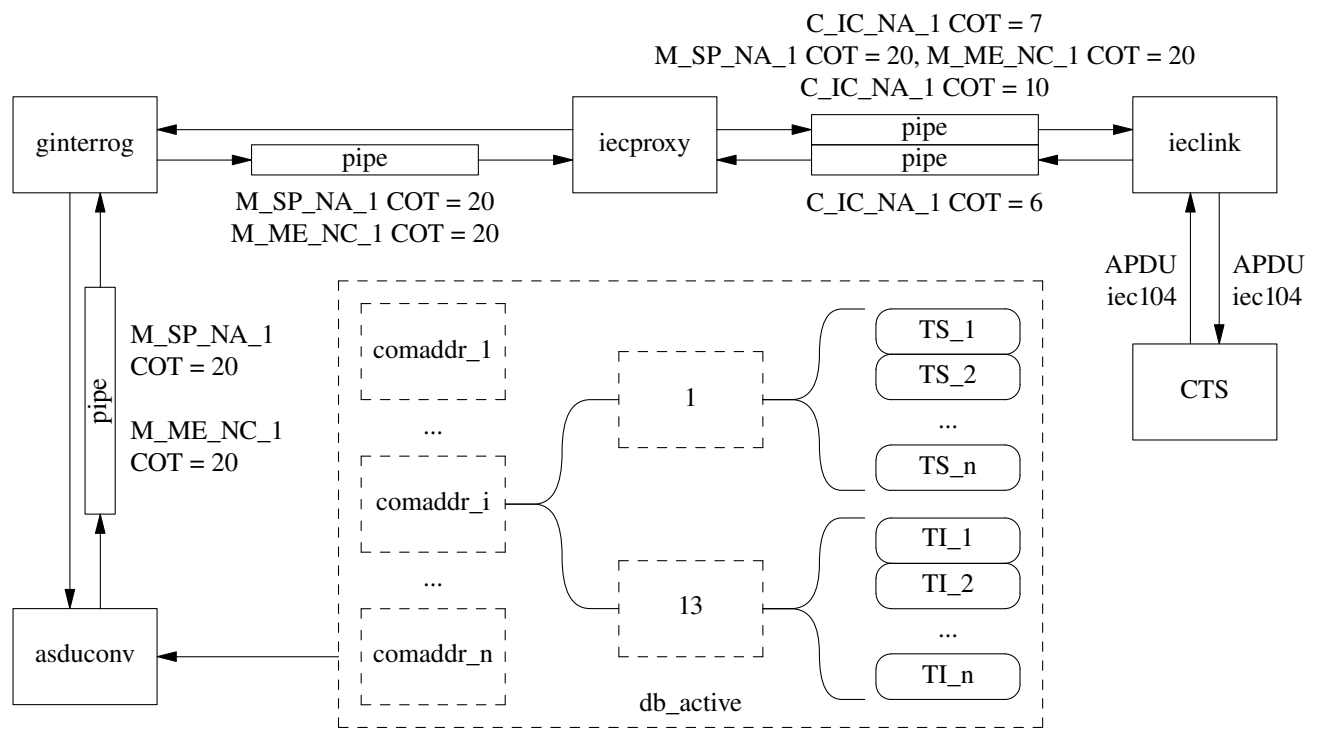 C_IC_NA_1 COT = 7
M_SP_NA_1 COT = 20, M_ME_NC_1 COT = 20
C_IC_NA_1 COT = 10
ginterrog
pipe
iecproxy
pipe
pipe
ieclink
M_SP_NA_1 COT = 20
M_ME_NC_1 COT = 20
C_IC_NA_1 COT = 6
APDU
iec104
APDU
iec104
CTS
pipe
M_SP_NA_1
COT = 20
M_ME_NC_1
COT = 20
asduconv
comaddr_1
...
comaddr_i
...
comaddr_n
1
13
TS_1
TS_2
...
TS_n
TI_1
TI_2
...
TI_n
db_active